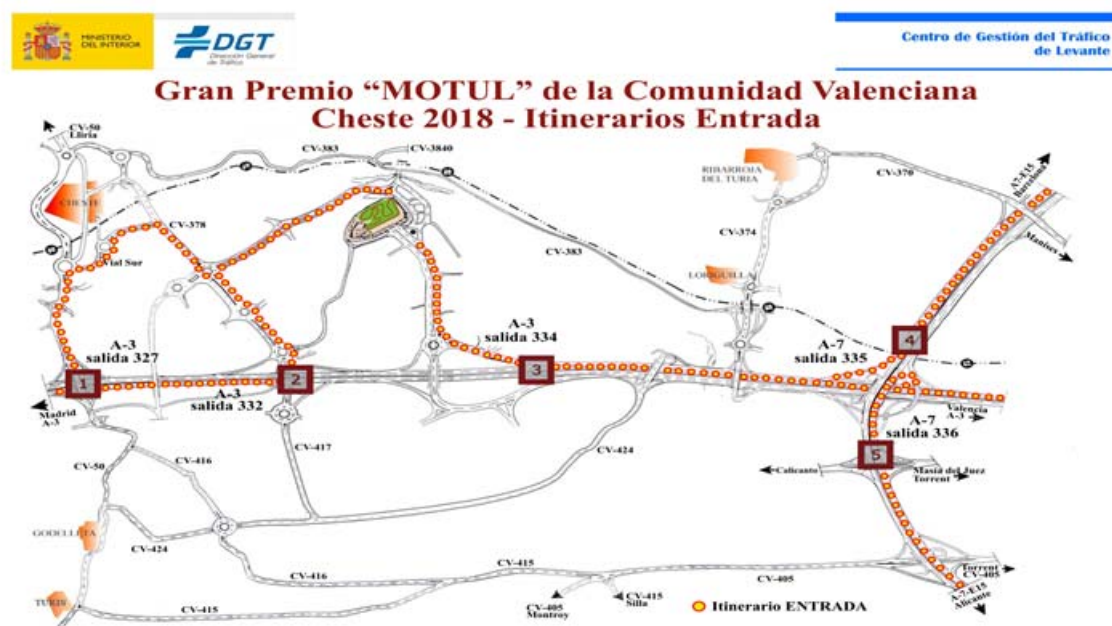 MINISTERIO
DEL INTERIOR
DGT
Dirección General
de Tráfico
Centro de Gestión del Tráfico
de Levante
Gran Premio “MOTUL” de la Comunidad Valenciana
Cheste 2018 - Itinerarios Entrada
CV-50
Lliria
CV-383
CV-3840
RIBARROJA
DEL TURIA
CV-370
A7-E15
Barcelona
CHESTE
CV-378
Manises
CV-374
CV-383
Vial Sur
LORIGUILLA
A-3
salida 327
A-3
salida 334
A-7
salida 335
4
1
2
3
Madrid
A-3
A-3
salida 332
Valencia
A-3
A-7
salida 336
CV-417
CV-424
CV-50
CV-416
5
Calicanto
Masía del Juez
Torrent
GODELLETA
CV-424
CV-416
CV-415
CV-405
Torrent
CV-405
TURIS
CV-415
CV-405
Montroy
CV-415
Silla
Itinerario ENTRADA
A-7-E15
Alicante